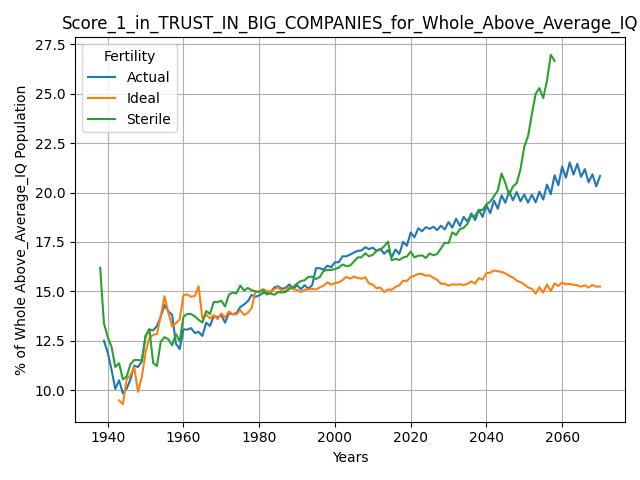 Score_1_in_TRUST_IN_BIG_COMPANIES_for_Whole_Above_Average_IQ
Fertility
Actual
Ideal
Sterile
% of Whole Above_Average_IQ Population
27.5
25.0
22.5
20.0
17.5
15.0
12.5
10.0
1940 1960 1980 2000 2020 2040 2060
Years